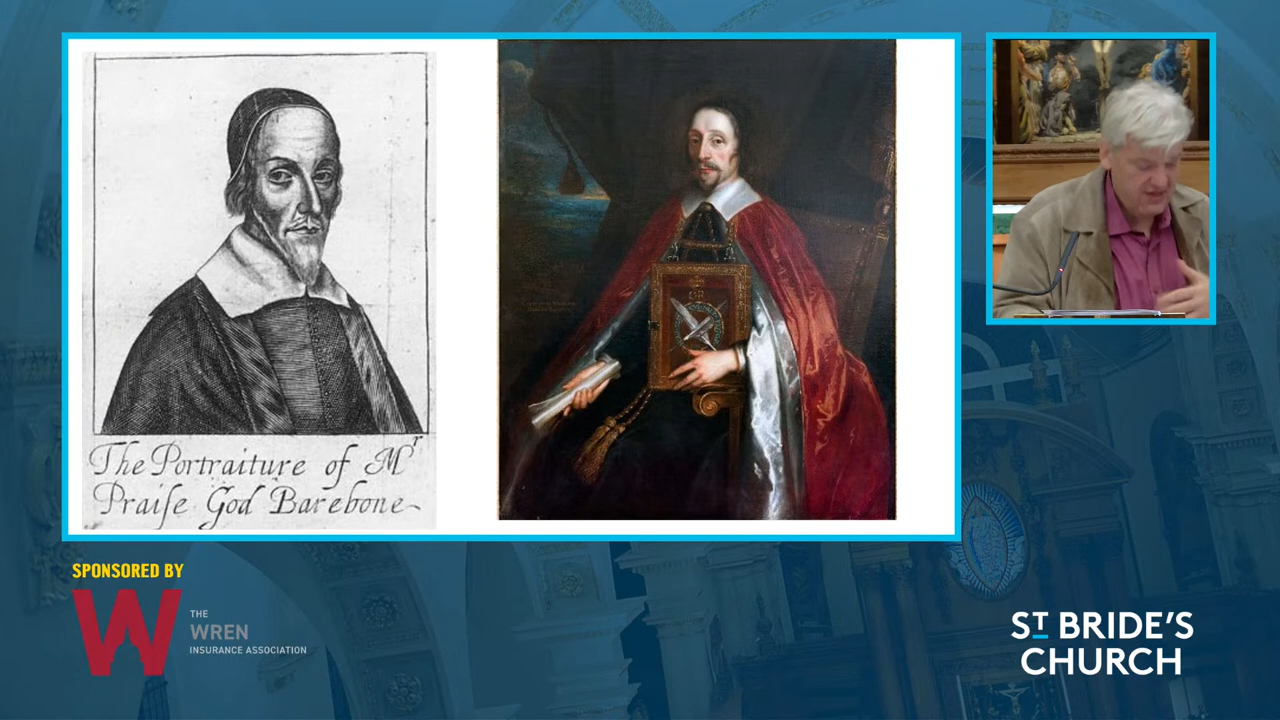 The Portraiture of Mr
Praiſe God Barebone
SPONSORED BY
W
THE
WREN
INSURANCE ASSOCIATION
ST BRIDE'S
CHURCH